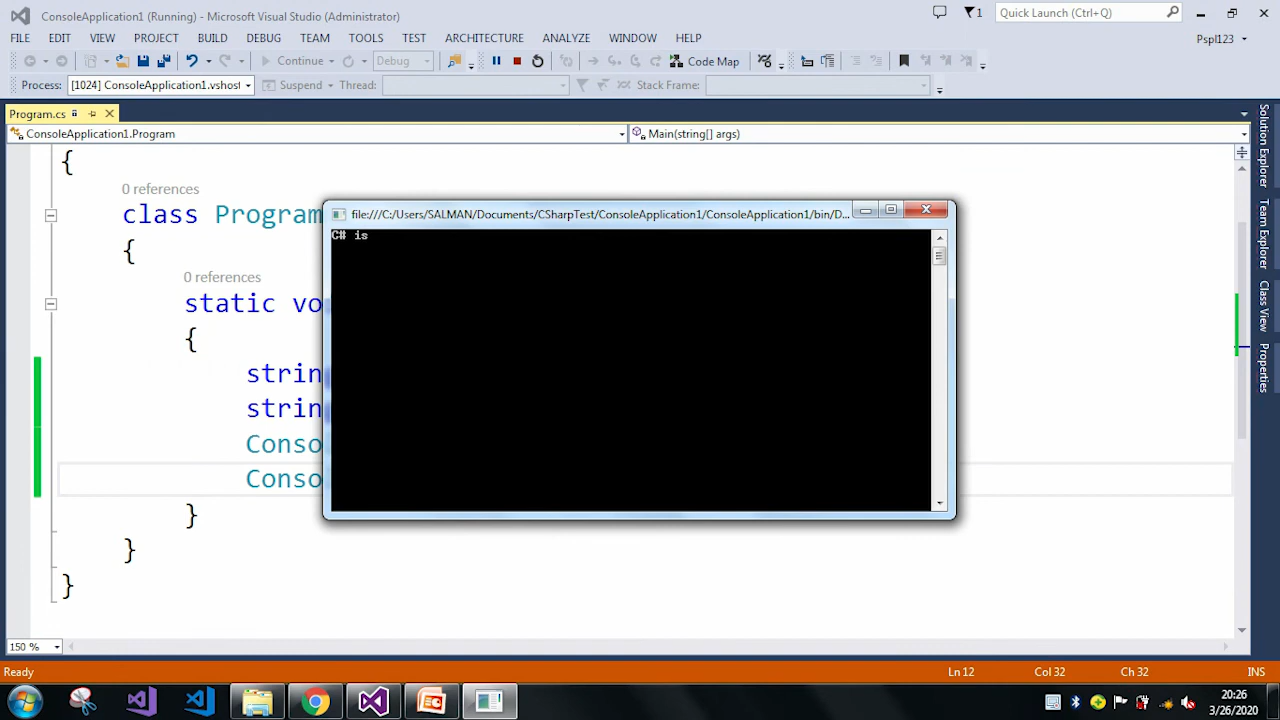 ConsoleApplication1 (Running) - Microsoft Visual Studio (Administrator)
1
Quick Launch (Ctrl+Q)
FILE EDIT VIEW PROJECT BUILD DEBUG TEAM TOOLS TEST ARCHITECTURE ANALYZE WINDOW HELP
Pspl123
Continue
Debug
Code Map
Process: [1024] ConsoleApplication1.vshost
Suspend
Thread:
Stack Frame:
Program.cs
ConsoleApplication1.Program
Main(string[] args)
{
0 references
class Program
{
0 references
static vo
{
strin
strin
Conso
Conso
}
}
}
file:///C:/Users/SALMAN/Documents/CSharpTest/ConsoleApplication1/ConsoleApplication1/bin/D...
C# is
Solution Explorer
Team Explorer
Class View
Properties
150 %
Ready
Ln 12
Col 32
Ch 32
INS
20:26
3/26/2020